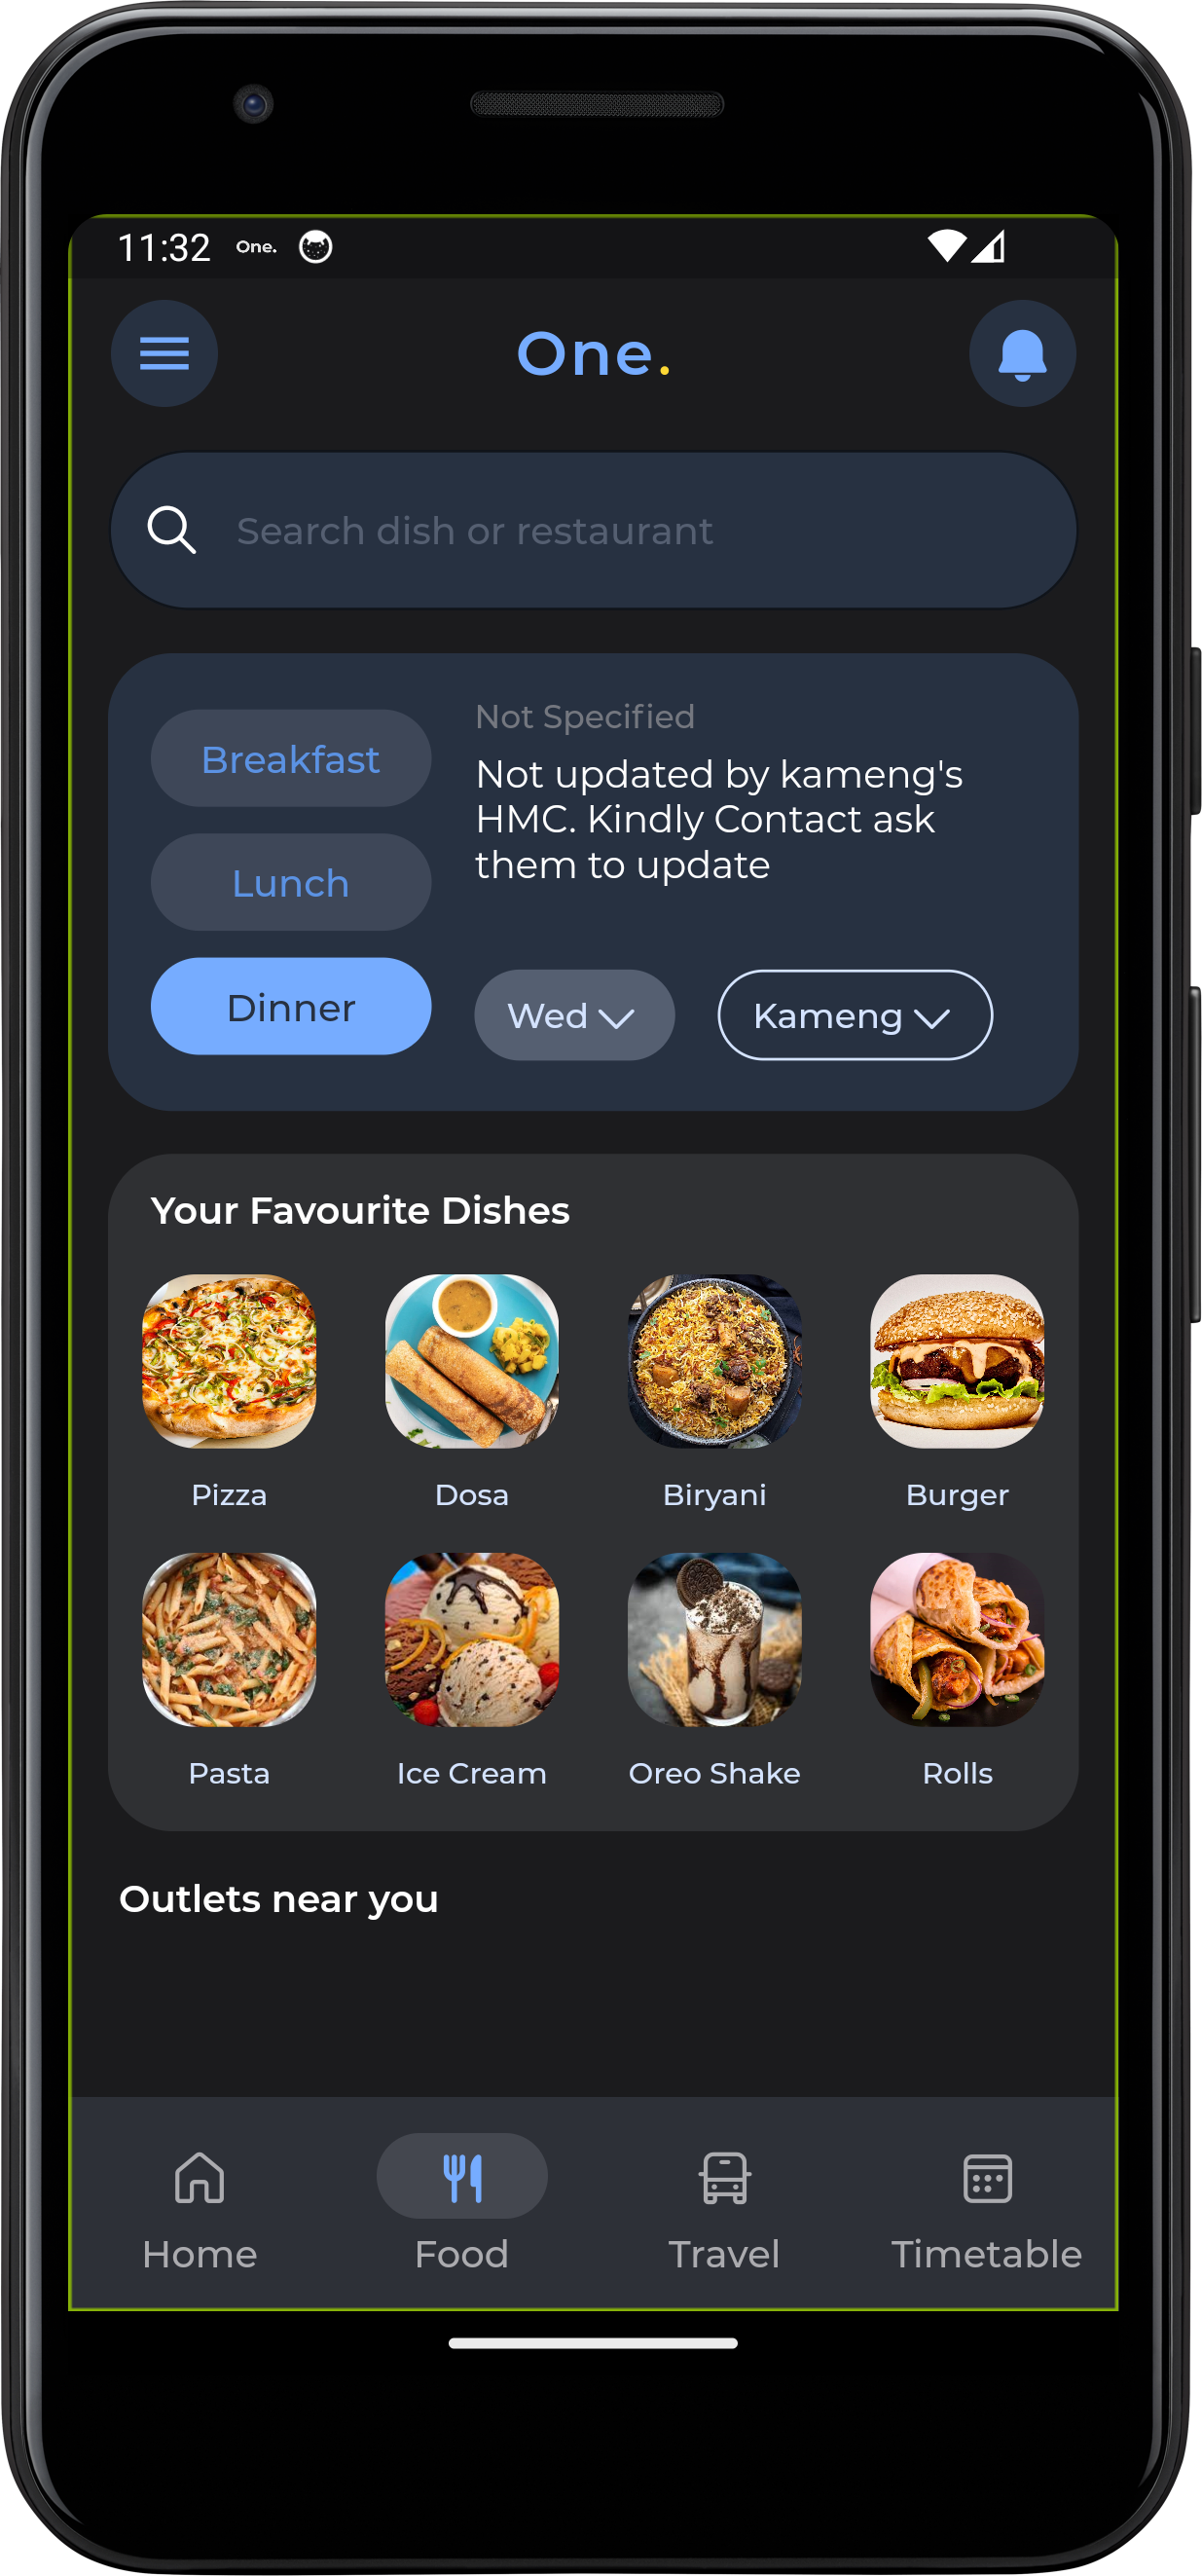 11:32 One.
One.
Search dish or restaurant
Breakfast
Lunch
Dinner
Not Specified
Not updated by kameng's
HMC. Kindly Contact ask
them to update
Wed
Kameng
Your Favourite Dishes
Pizza Dosa Biryani Burger
Pasta Ice Cream Oreo Shake Rolls
Outlets near you
Home Food Travel Timetable